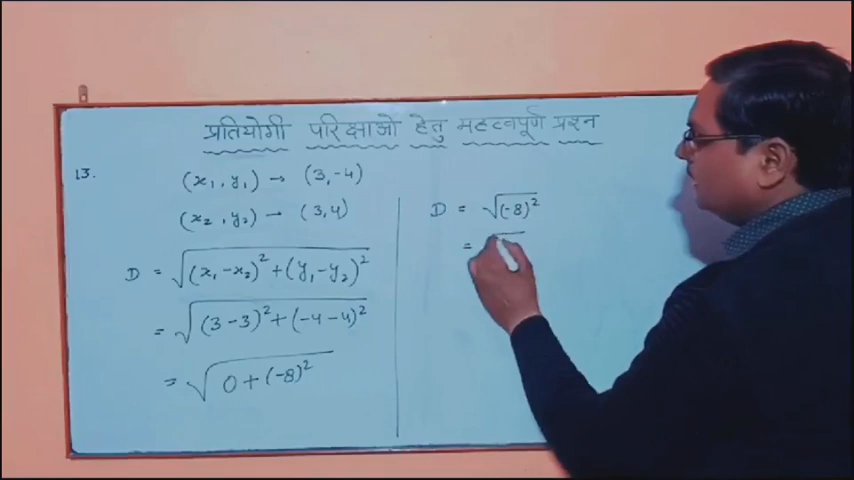 प्रतियोगी परिक्षाओ हेतु महत्वपूर्ण प्रश्न
13.
(x₁, y₁) → (3, -4)
(x₂, y₂) → (3, 4)
D = √((x₁-x₂)²+(y₁-y₂)²)
= √((3-3)²+(-4-4)²)
= √(0+(-8)²)
D = √((-8)²)
= √